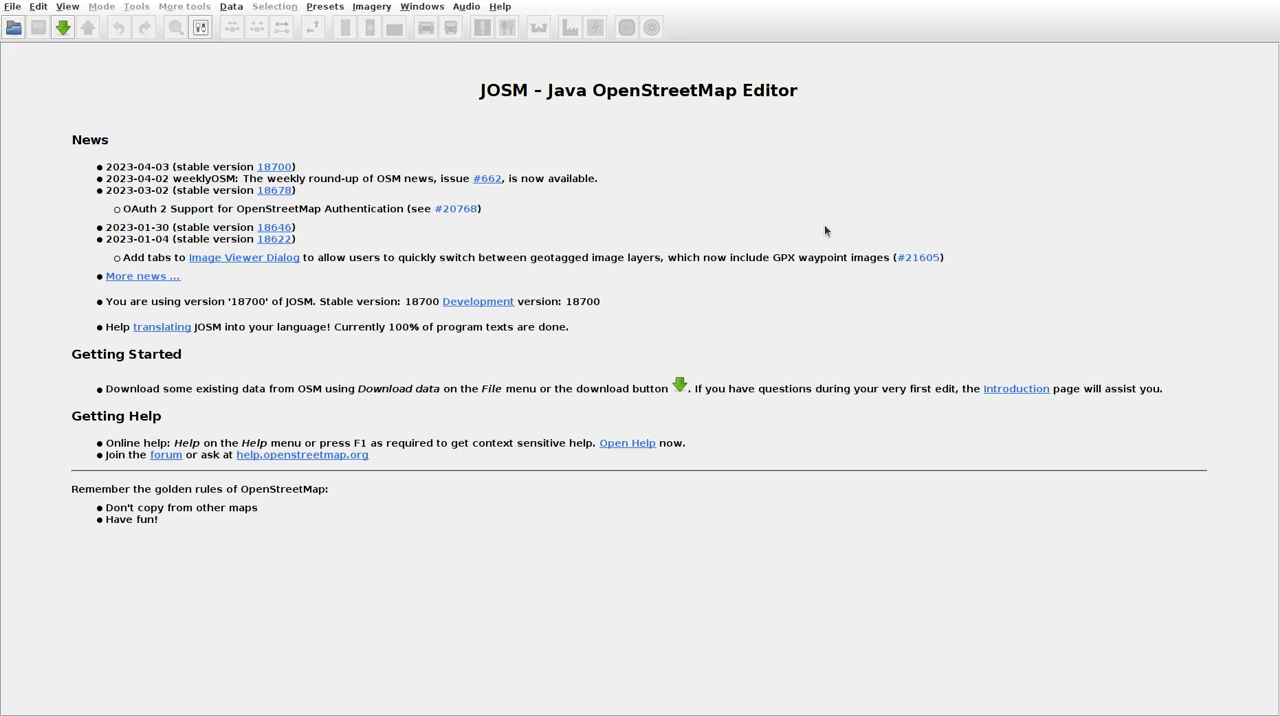 File Edit View Mode Tools More tools Data Selection Presets Imagery Windows Audio Help
JOSM – Java OpenStreetMap Editor
News
2023-04-03 (stable version 18700)
2023-04-02 weeklyOSM: The weekly round-up of OSM news, issue #662, is now available.
2023-03-02 (stable version 18678)
OAuth 2 Support for OpenStreetMap Authentication (see #20768)
2023-01-30 (stable version 18646)
2023-01-04 (stable version 18622)
Add tabs to Image Viewer Dialog to allow users to quickly switch between geotagged image layers, which now include GPX waypoint images (#21605)
More news ...
You are using version '18700' of JOSM. Stable version: 18700 Development version: 18700
Help translating JOSM into your language! Currently 100% of program texts are done.
Getting Started
Download some existing data from OSM using Download data on the File menu or the download button . If you have questions during your very first edit, the Introduction page will assist you.
Getting Help
Online help: Help on the Help menu or press F1 as required to get context sensitive help. Open Help now.
Join the forum or ask at help.openstreetmap.org
Remember the golden rules of OpenStreetMap:
Don't copy from other maps
Have fun!